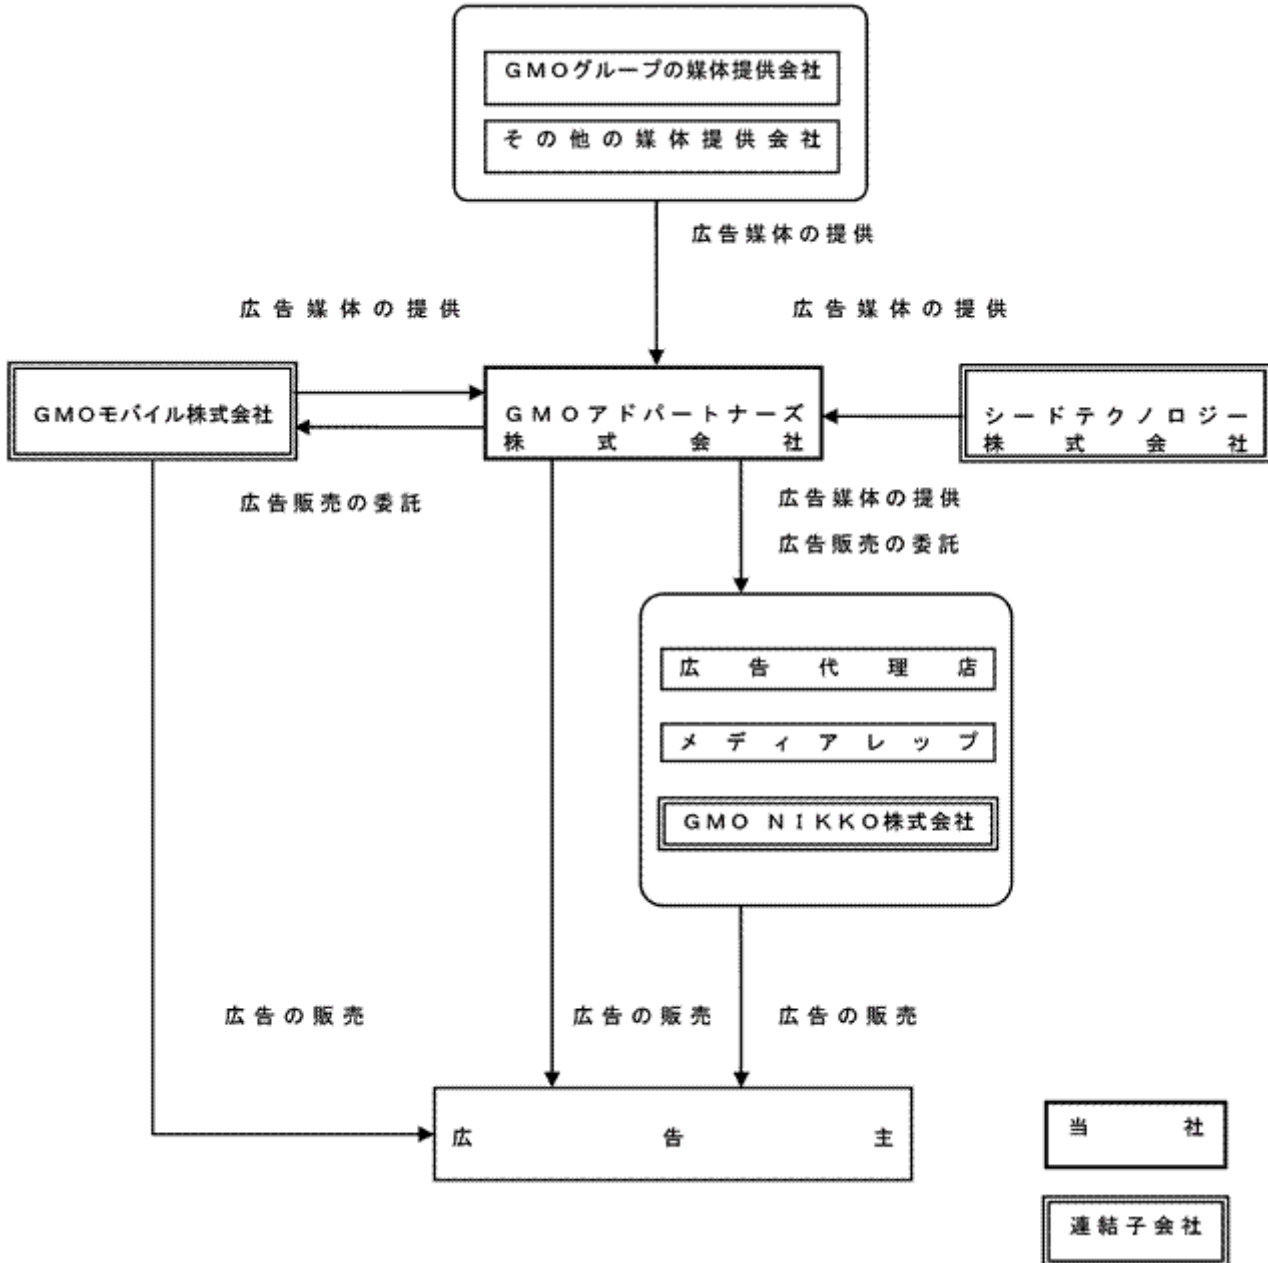 GMOグループの媒体提供会社
その他の媒体提供会社
広告媒体の提供
広告媒体の提供
広告媒体の提供
GMOモバイル株式会社
GMOアドパートナーズ
株式会社
シードテクノロジー
株式会社
広告販売の委託
広告媒体の提供
広告販売の委託
広告代理店
メディアレップ
GMO NIKKO株式会社
広告の販売
広告の販売
広告の販売
広告主
当社
連結子会社